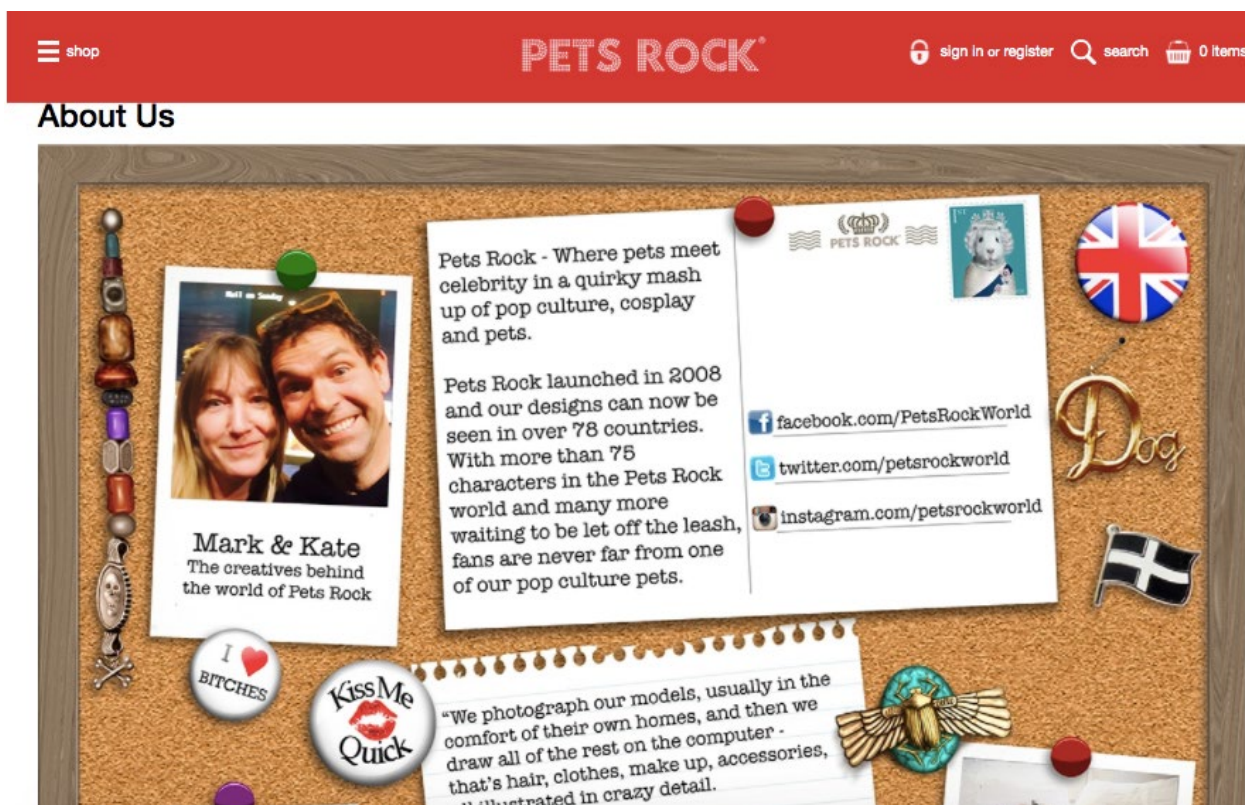 shop
PETS ROCK®
sign in or register
search
0 items
About Us
Mail on Sunday
Mark & Kate
The creatives behind
the world of Pets Rock
Pets Rock - Where pets meet
celebrity in a quirky mash
up of pop culture, cosplay
and pets.
Pets Rock launched in 2008
and our designs can now be
seen in over 78 countries.
With more than 75
characters in the Pets Rock
world and many more
waiting to be let off the leash,
fans are never far from one
of our pop culture pets.
PETS ROCK
1ST
facebook.com/PetsRockWorld
twitter.com/petsrockworld
instagram.com/petsrockworld
Dog
I
BITCHES
Kiss Me
Quick
“We photograph our models, usually in the
comfort of their own homes, and then we
draw all of the rest on the computer -
that's hair, clothes, make up, accessories,
illustrated in crazy detail.